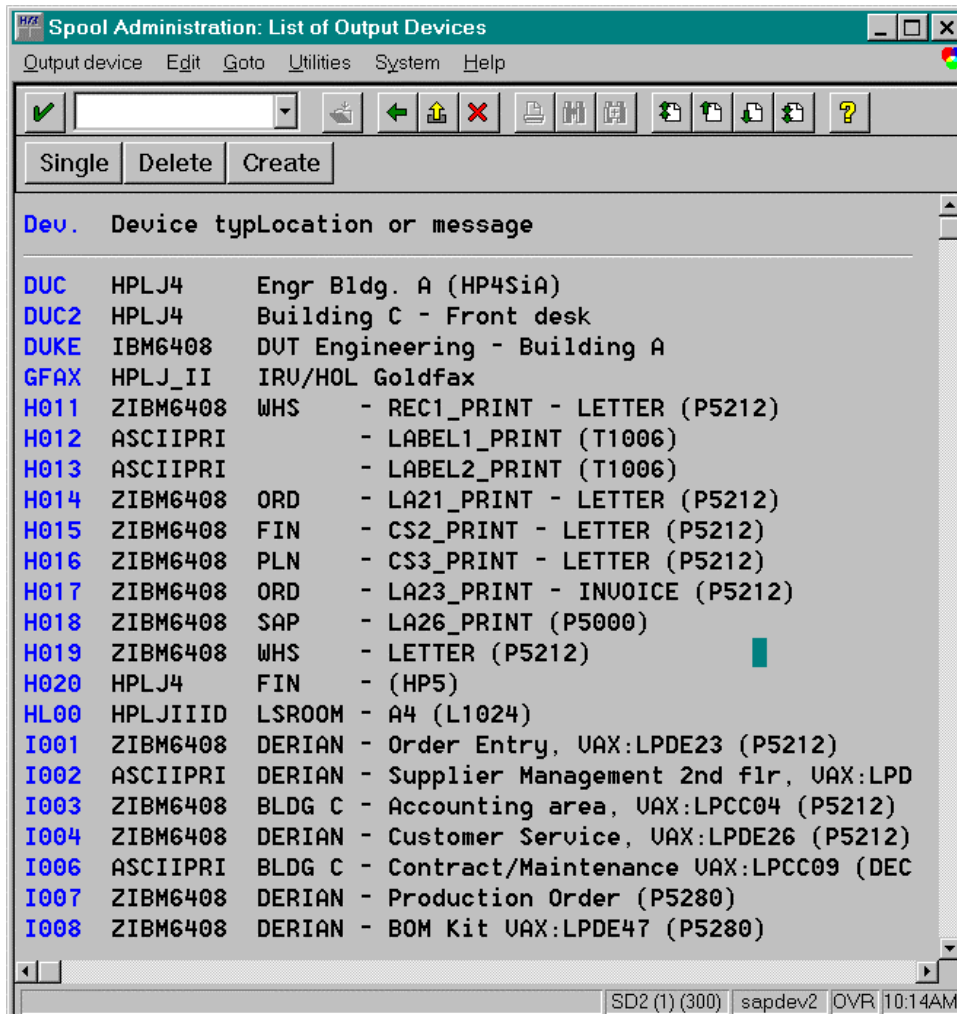 Spool Administration: List of Output Devices
Output device Edit Goto Utilities System Help
Single Delete Create
Dev. Device typLocation or message
DUC HPLJ4 Engr Bldg. A (HP4SiA)
DUC2 HPLJ4 Building C - Front desk
DUKE IBM6408 DVT Engineering - Building A
GFAX HPLJ_II IRV/HOL Goldfax
H011 ZIBM6408 WHS - REC1_PRINT - LETTER (P5212)
H012 ASCIIPRI - LABEL1_PRINT (T1006)
H013 ASCIIPRI - LABEL2_PRINT (T1006)
H014 ZIBM6408 ORD - LA21_PRINT - LETTER (P5212)
H015 ZIBM6408 FIN - CS2_PRINT - LETTER (P5212)
H016 ZIBM6408 PLN - CS3_PRINT - LETTER (P5212)
H017 ZIBM6408 ORD - LA23_PRINT - INVOICE (P5212)
H018 ZIBM6408 SAP - LA26_PRINT (P5000)
H019 ZIBM6408 WHS - LETTER (P5212)
H020 HPLJ4 FIN - (HP5)
HL00 HPLJIIID LSROOM - A4 (L1024)
I001 ZIBM6408 DERIAN - Order Entry, VAX:LPDE23 (P5212)
I002 ASCIIPRI DERIAN - Supplier Management 2nd flr, VAX:LPD
I003 ZIBM6408 BLDG C - Accounting area, VAX:LPCC04 (P5212)
I004 ZIBM6408 DERIAN - Customer Service, VAX:LPDE26 (P5212)
I006 ASCIIPRI BLDG C - Contract/Maintenance VAX:LPCC09 (DEC
I007 ZIBM6408 DERIAN - Production Order (P5280)
I008 ZIBM6408 DERIAN - BOM Kit VAX:LPDE47 (P5280)
SD2 (1) (300) sapdev2 OVR 10:14AM